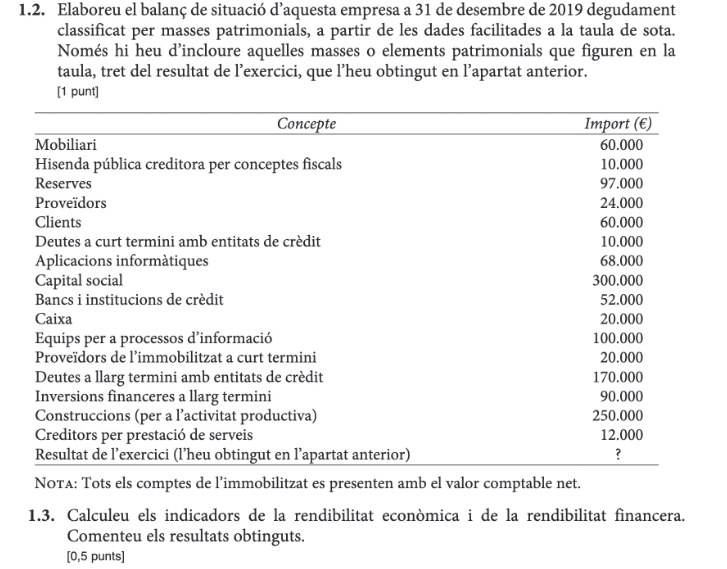 1.2. Elaboreu el balanç de situació d'aquesta empresa a 31 de desembre de 2019 degudament
classificat per masses patrimonials, a partir de les dades facilitades a la taula de sota.
Només hi heu d'incloure aquelles masses o elements patrimonials que figuren en la
taula, tret del resultat de l'exercici, que l'heu obtingut en l'apartat anterior.
[1 punt]
Concepte Import (€)
Mobiliari 60.000
Hisenda pública creditora per conceptes fiscals 10.000
Reserves 97.000
Proveïdors 24.000
Clients 60.000
Deutes a curt termini amb entitats de crèdit 10.000
Aplicacions informàtiques 68.000
Capital social 300.000
Bancs i institucions de crèdit 52.000
Caixa 20.000
Equips per a processos d'informació 100.000
Proveïdors de l'immobilitzat a curt termini 20.000
Deutes a llarg termini amb entitats de crèdit 170.000
Inversions financeres a llarg termini 90.000
Construccions (per a l'activitat productiva) 250.000
Creditors per prestació de serveis 12.000
Resultat de l'exercici (l'heu obtingut en l'apartat anterior) ?
NOTA: Tots els comptes de l'immobilitzat es presenten amb el valor comptable net.
1.3. Calculeu els indicadors de la rendibilitat econòmica i de la rendibilitat financera.
Comenteu els resultats obtinguts.
[0,5 punts]